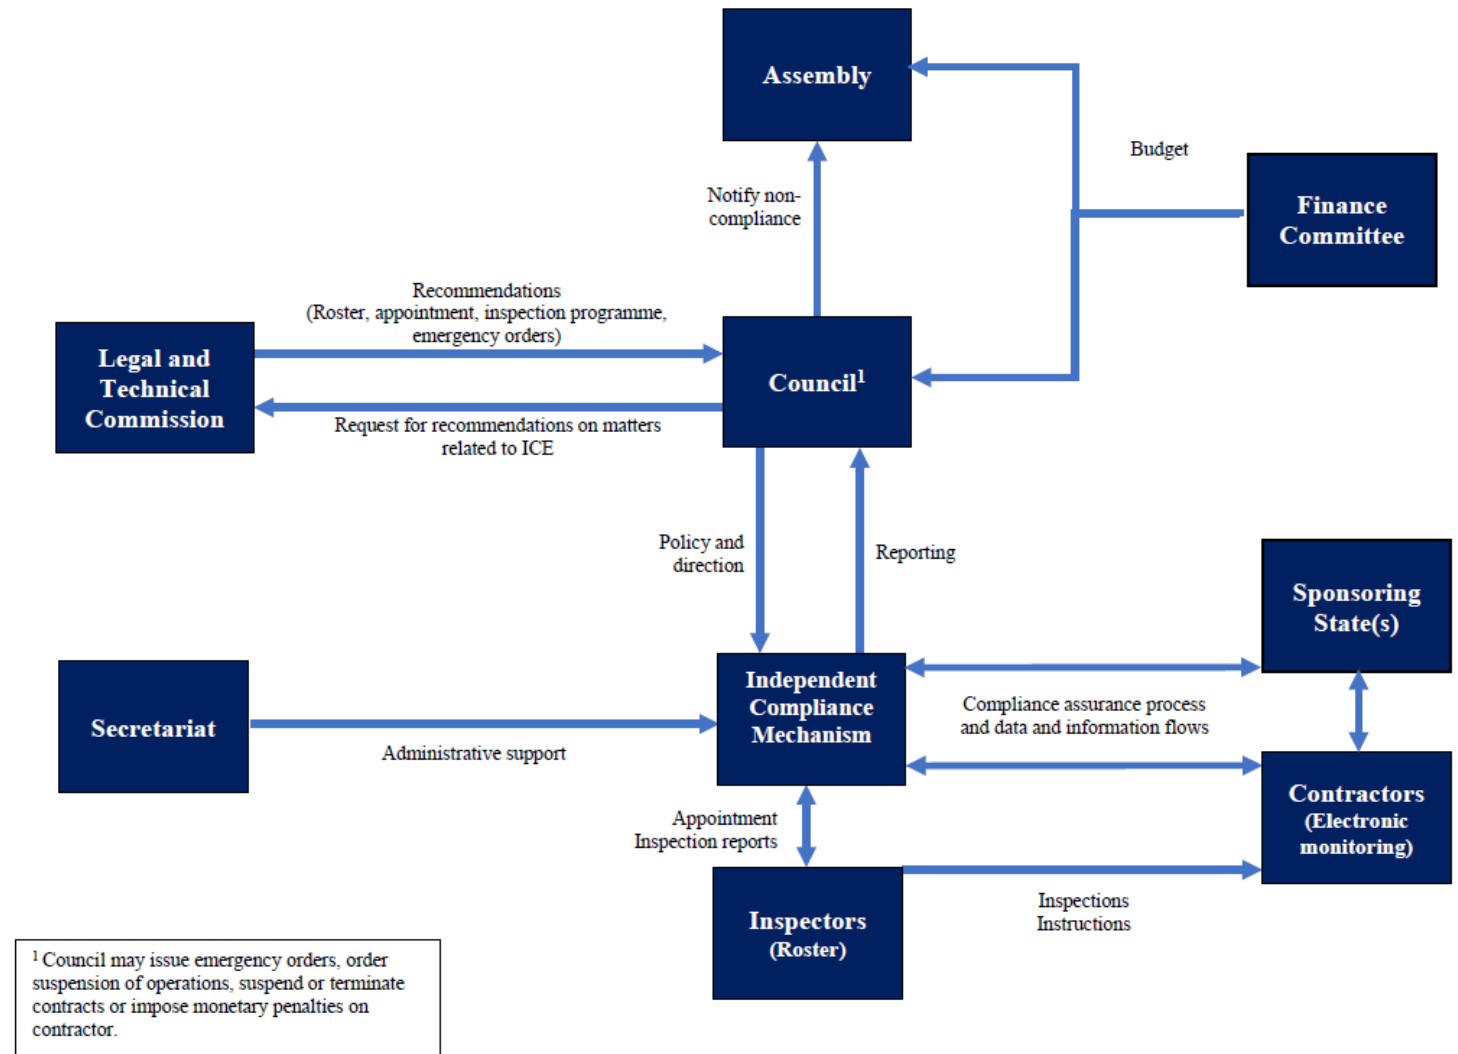 Assembly
Budget
Finance
Committee
Notify non-
compliance
Recommendations
(Roster, appointment, inspection programme,
emergency orders)
Legal and
Technical
Commission
Council¹
Request for recommendations on matters
related to ICE
Policy and
direction
Reporting
Sponsoring
State(s)
Secretariat
Administrative support
Independent
Compliance
Mechanism
Compliance assurance process
and data and information flows
Contractors
(Electronic
monitoring)
Appointment
Inspection reports
Inspectors
(Roster)
Inspections
Instructions
¹ Council may issue emergency orders, order
suspension of operations, suspend or terminate
contracts or impose monetary penalties on
contractor.